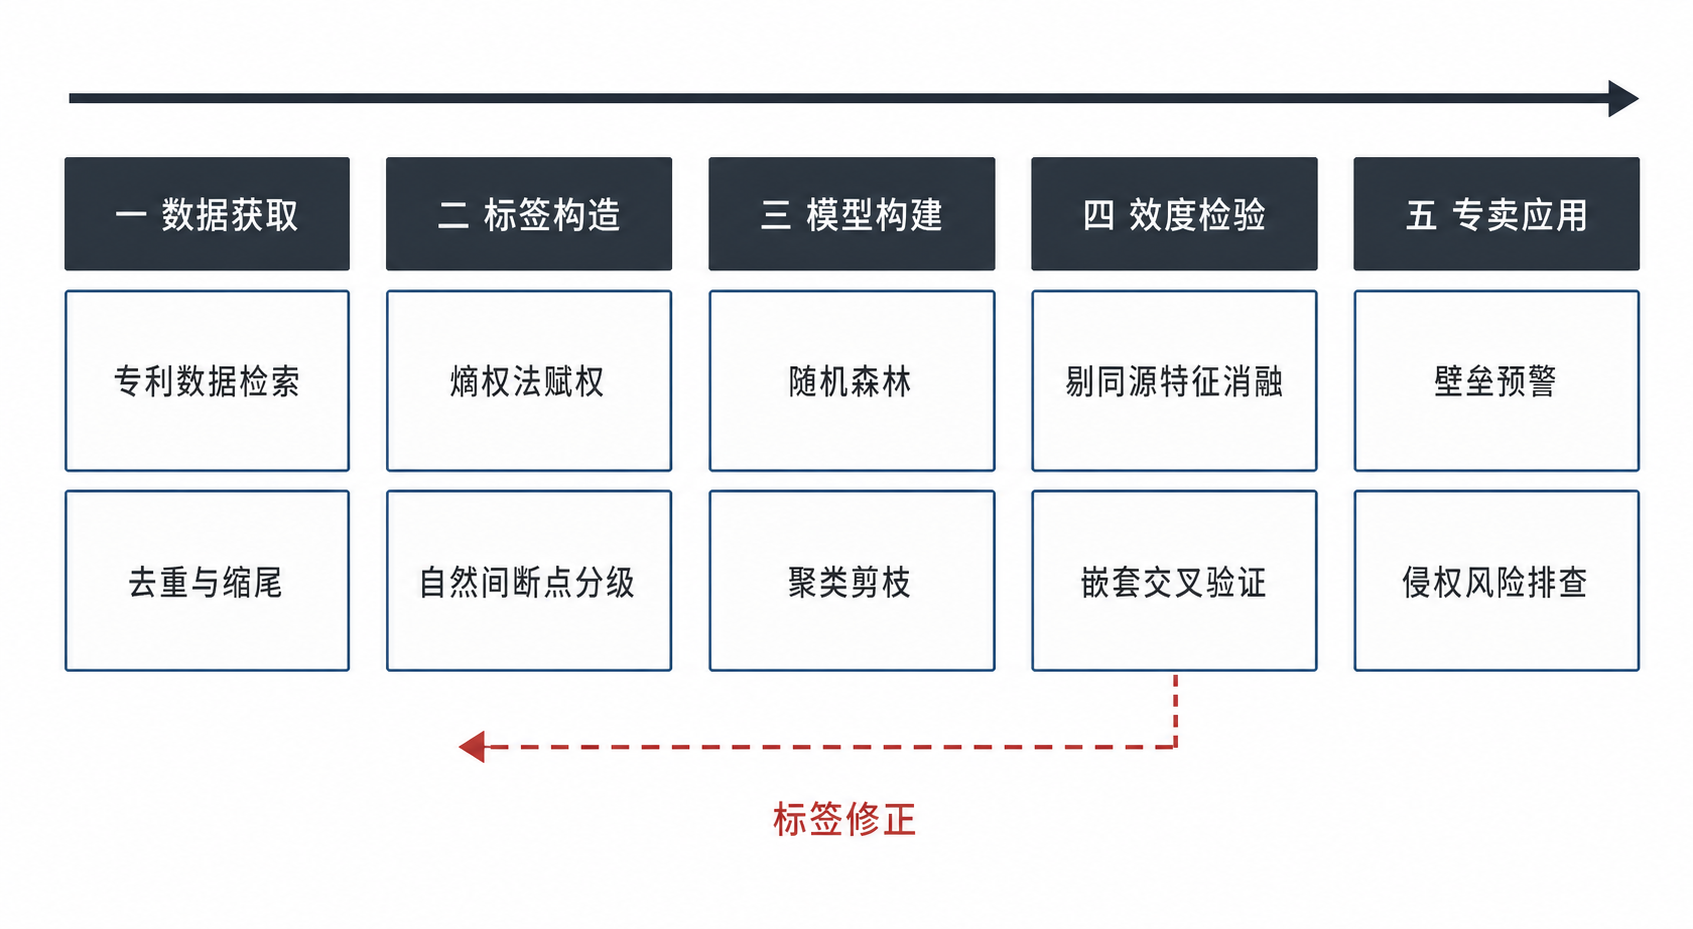 一 数据获取
二 标签构造
三 模型构建
四 效度检验
五 专卖应用
专利数据检索
熵权法赋权
随机森林
剔同源特征消融
壁垒预警
去重与缩尾
自然间断点分级
聚类剪枝
嵌套交叉验证
侵权风险排查
标签修正